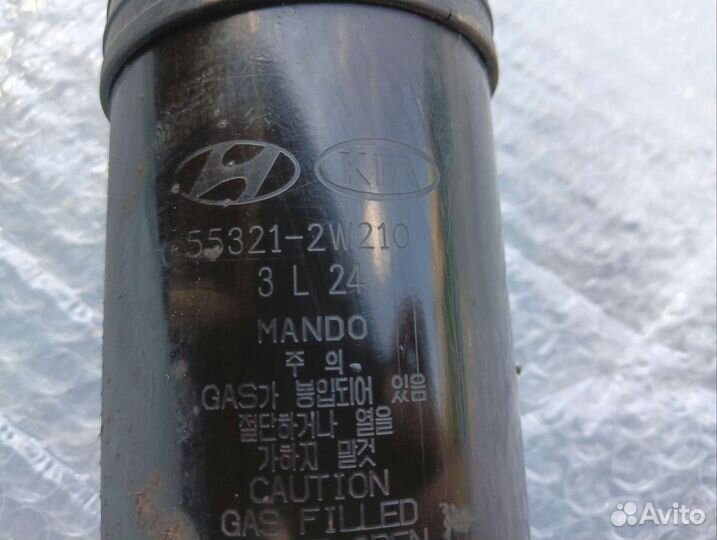 KIA
55321-2W210
3 L 24
MANDO
주 의
GAS가 봉입되어 있음
절단하거나 열을
가하지 말것
CAUTION
GAS FILLED
OPEN
Avito